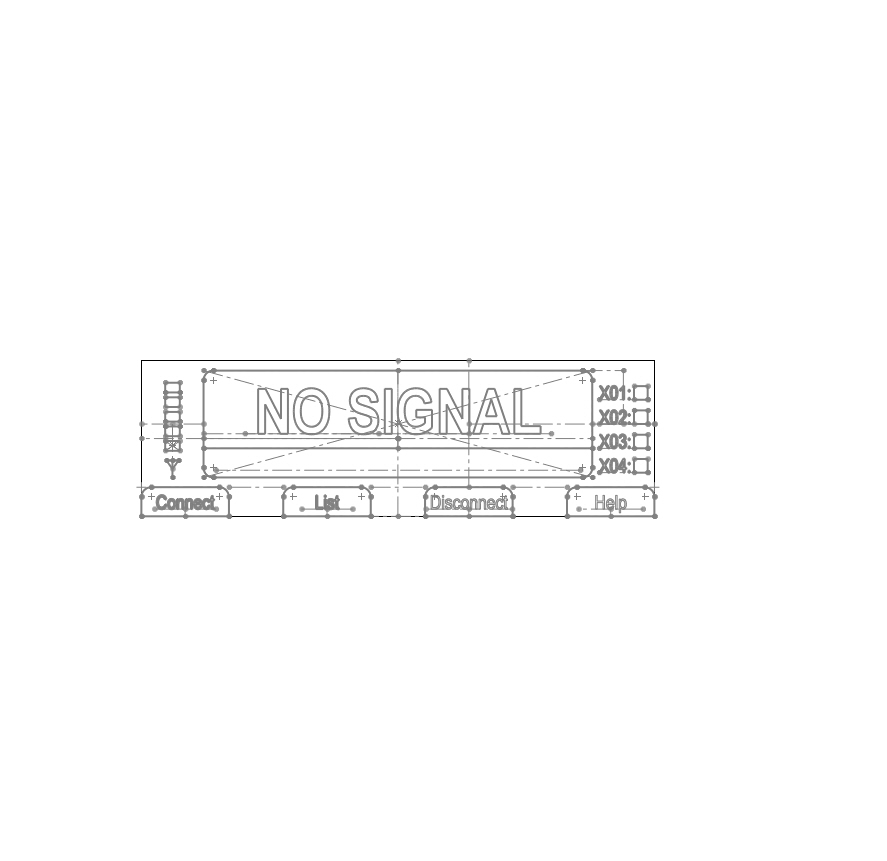 NO SIGNAL
X01:
X02:
X03:
X04:
Connect List Disconnect Help